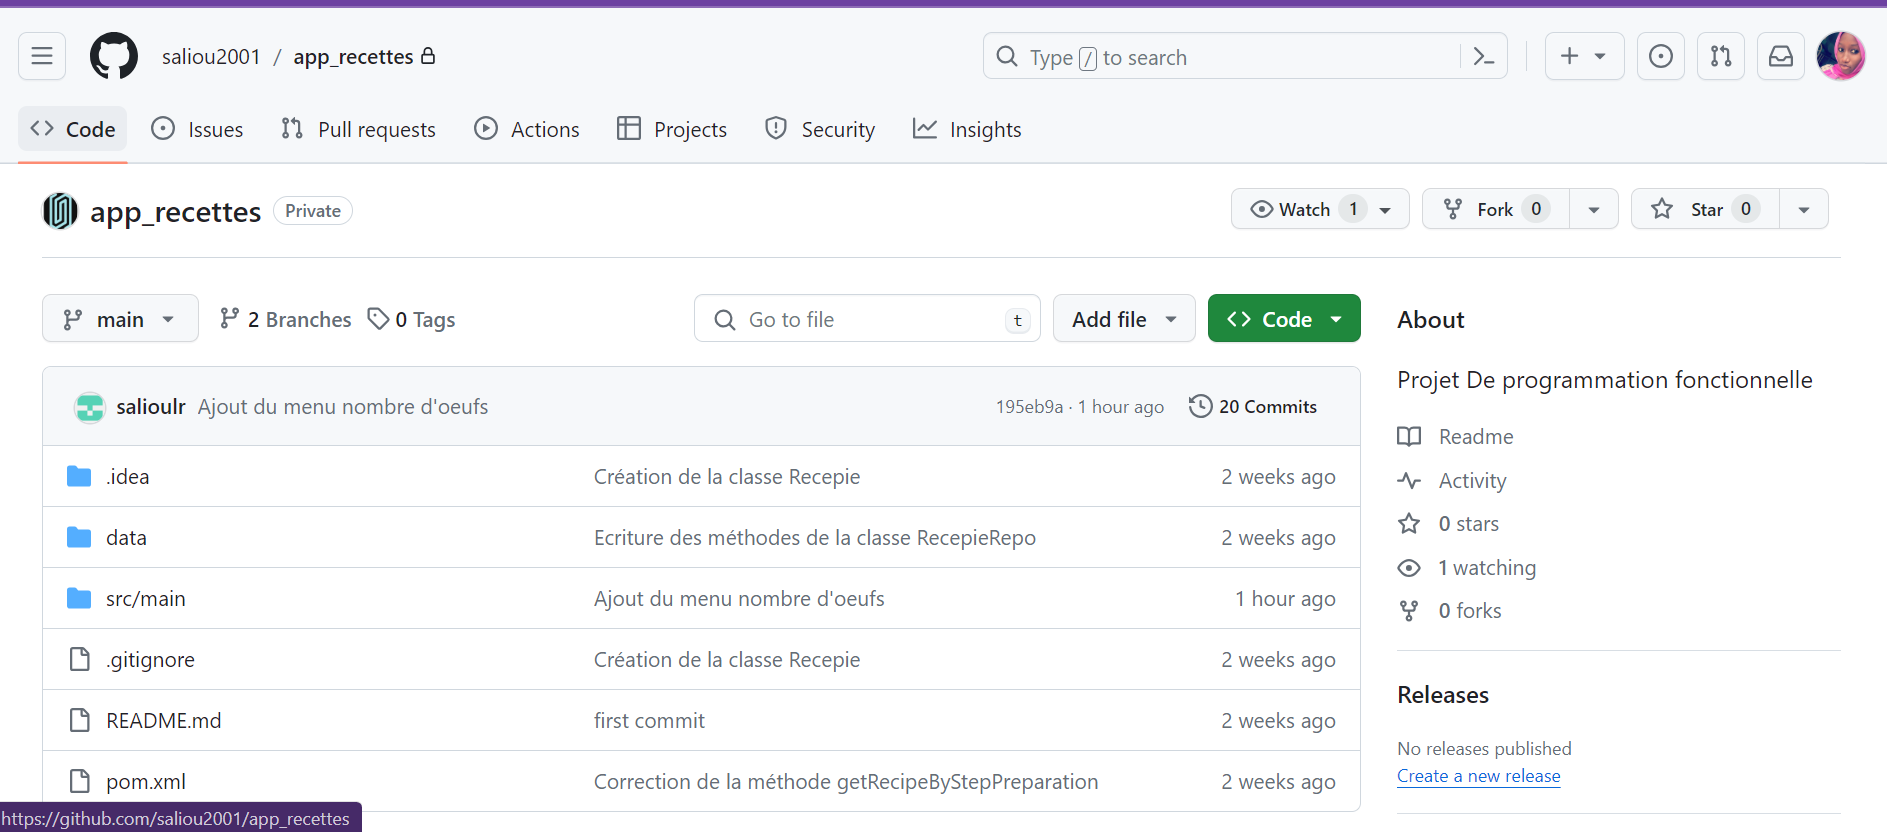 saliou2001 / app_recettes
Type / to search
Code Issues Pull requests Actions Projects Security Insights
app_recettes Private
Watch 1 Fork 0 Star 0
main 2 Branches 0 Tags Go to file t Add file Code
salioulr Ajout du menu nombre d'oeufs 195eb9a · 1 hour ago 20 Commits
.idea Création de la classe Recepie 2 weeks ago
data Ecriture des méthodes de la classe RecepieRepo 2 weeks ago
src/main Ajout du menu nombre d'oeufs 1 hour ago
.gitignore Création de la classe Recepie 2 weeks ago
README.md first commit 2 weeks ago
pom.xml Correction de la méthode getRecipeByStepPreparation 2 weeks ago
About
Projet De programmation fonctionnelle
Readme
Activity
0 stars
1 watching
0 forks
Releases
No releases published
Create a new release
https://github.com/saliou2001/app_recettes